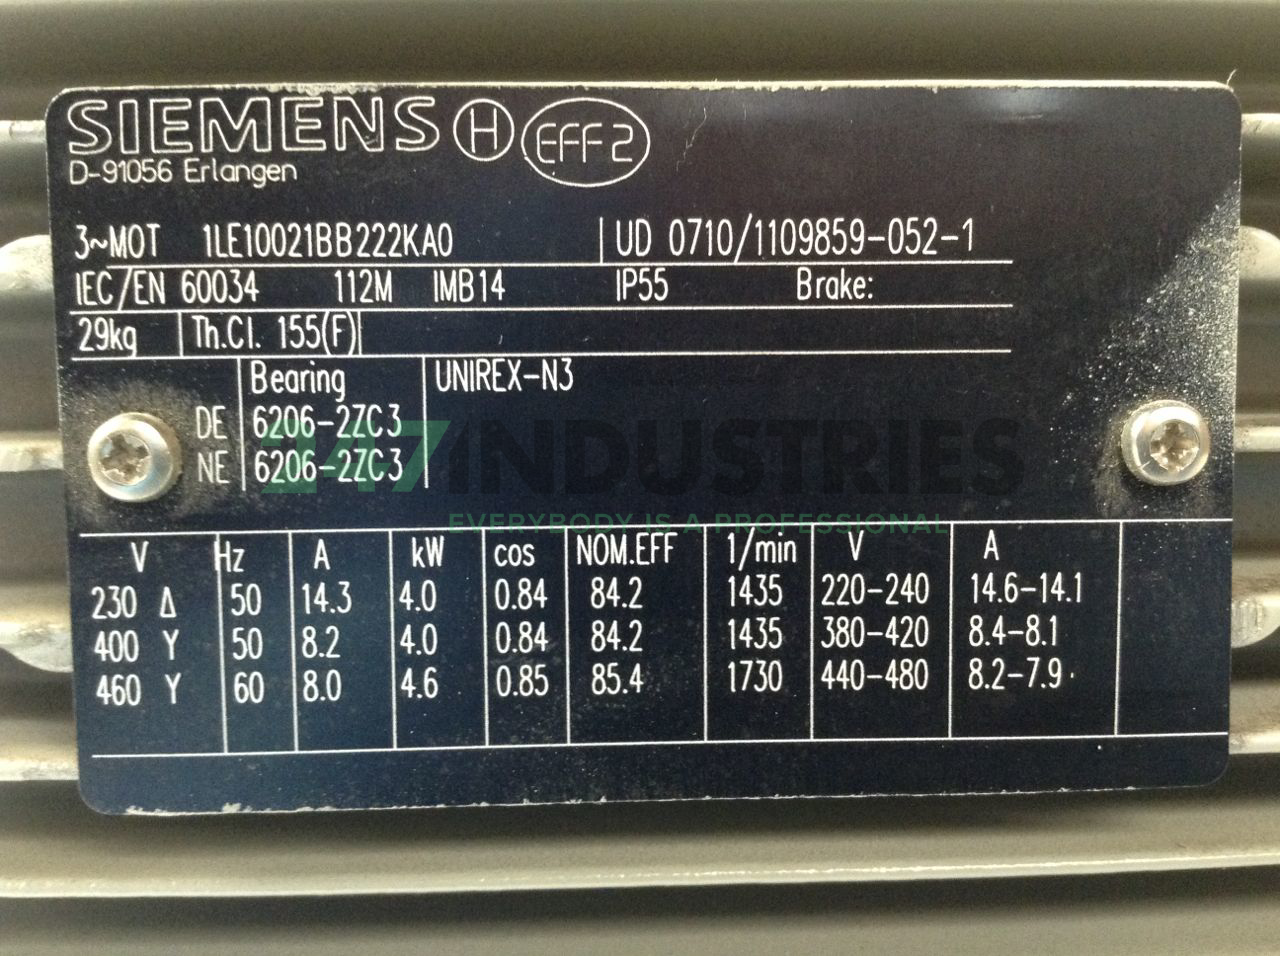 SIEMENS H EFF2
D-91056 Erlangen
3~MOT 1LE10021BB222KA0 UD 0710/1109859-052-1
IEC/EN 60034 112M IMB14 IP55 Brake:
29kg Th.Cl. 155(F)
Bearing UNIREX-N3
DE 6206-2ZC3
NE 6206-2ZC3
247INDUSTRIES
EVERYBODY IS A PROFESSIONAL
V Hz A kW cos NOM.EFF 1/min V A
230 Δ 50 14.3 4.0 0.84 84.2 1435 220-240 14.6-14.1
400 Y 50 8.2 4.0 0.84 84.2 1435 380-420 8.4-8.1
460 Y 60 8.0 4.6 0.85 85.4 1730 440-480 8.2-7.9